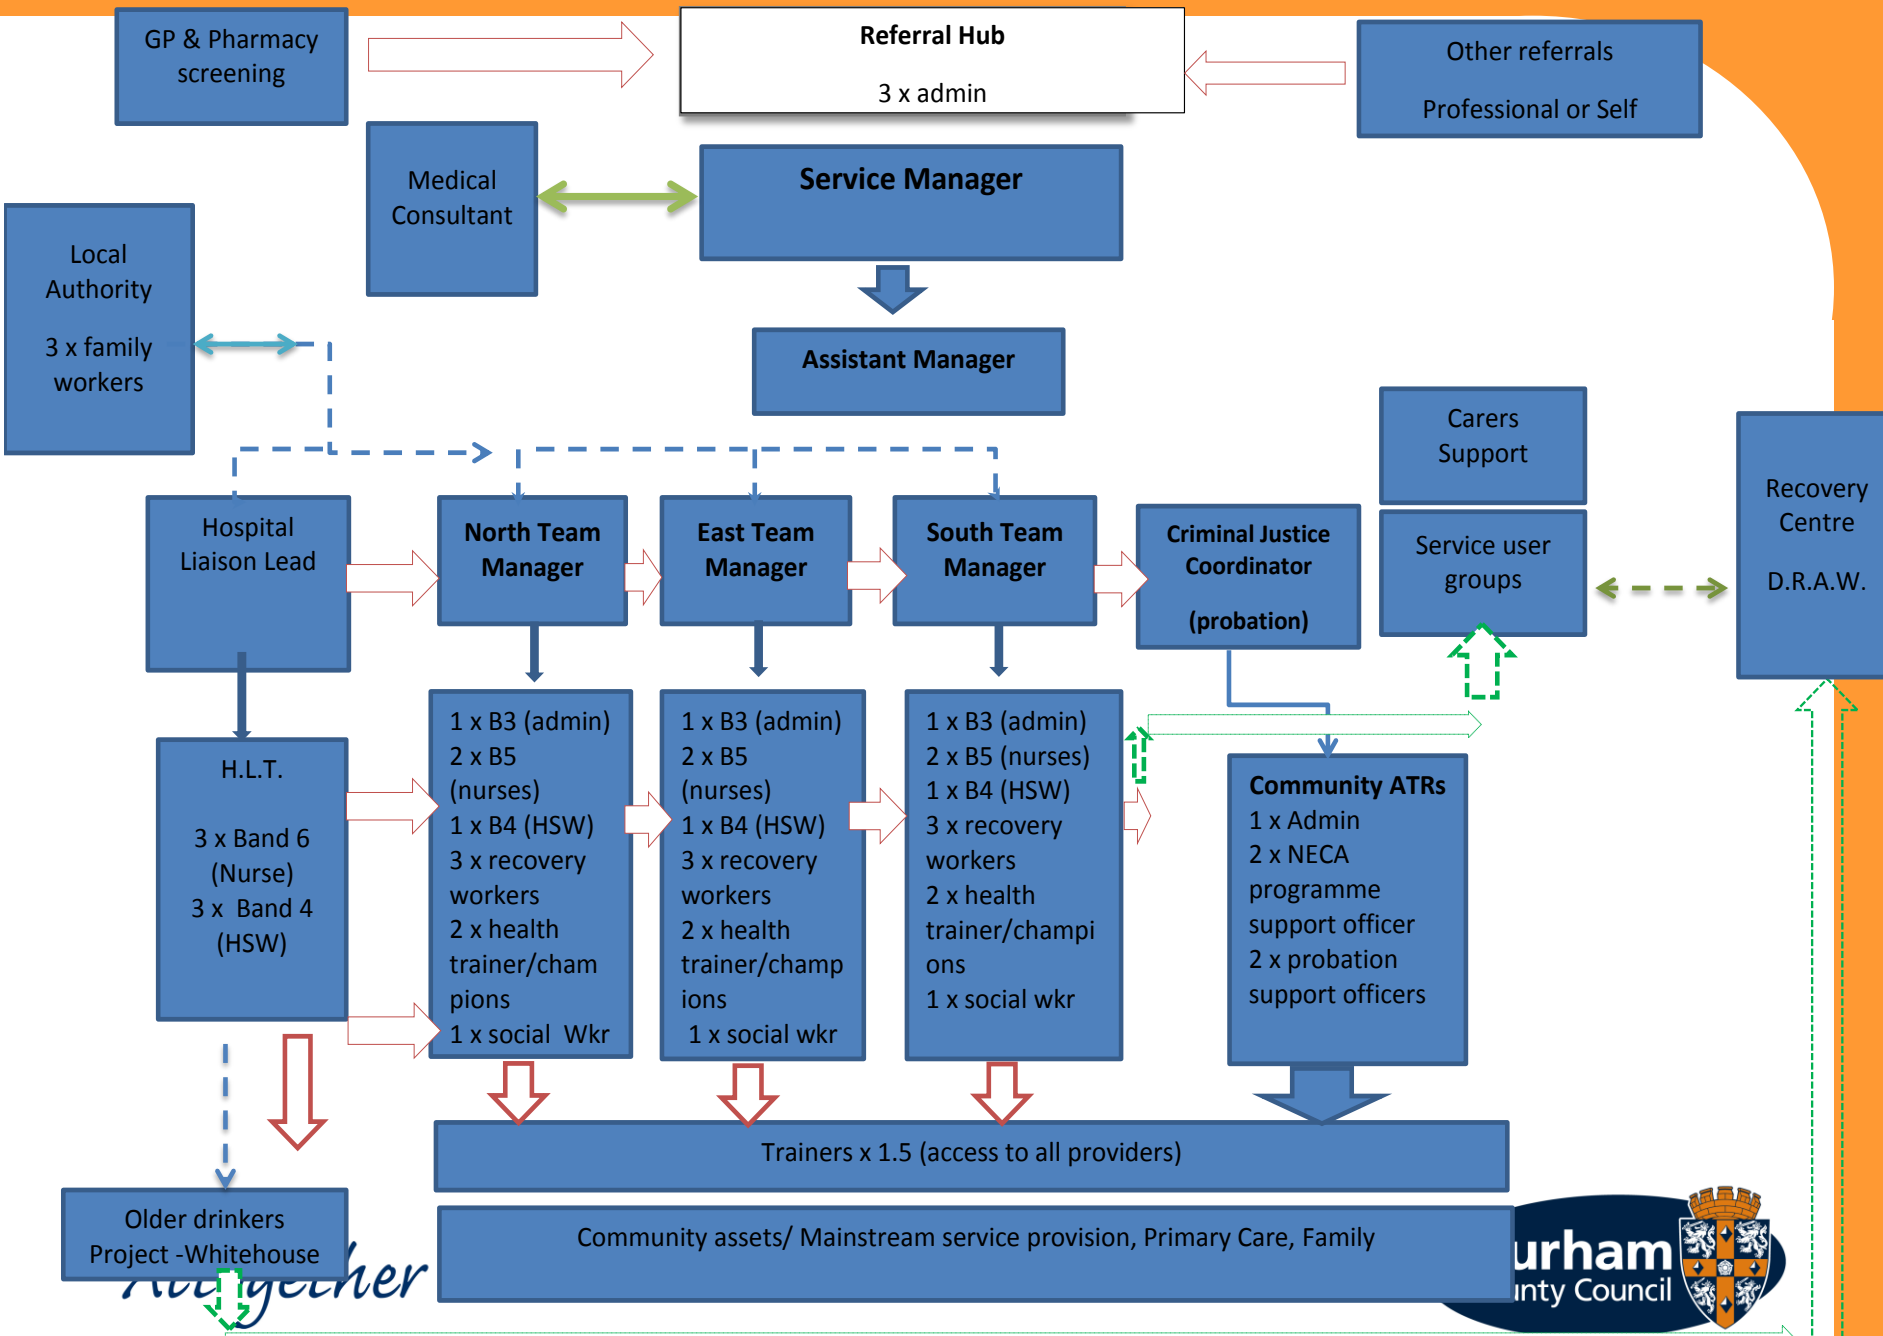 GP & Pharmacy
screening
Referral Hub
3 x admin
Other referrals
Professional or Self
Medical
Consultant
Service Manager
Local
Authority
3 x family
workers
Assistant Manager
Carers
Support
Recovery
Centre
D.R.A.W.
Hospital
Liaison Lead
North Team
Manager
East Team
Manager
South Team
Manager
Criminal Justice
Coordinator
(probation)
Service user
groups
H.L.T.
3 x Band 6
(Nurse)
3 x  Band 4
(HSW)
1 x B3 (admin)
2 x B5
(nurses)
1 x B4 (HSW)
3 x recovery
workers
2 x health
trainer/cham
pions
1 x social  Wkr
1 x B3 (admin)
2 x B5
(nurses)
1 x B4 (HSW)
3 x recovery
workers
2 x health
trainer/champ
ions
1 x social wkr
1 x B3 (admin)
2 x B5 (nurses)
1 x B4 (HSW)
3 x recovery
workers
2 x health
trainer/champi
ons
1 x social wkr
Community ATRs
1 x Admin
2 x NECA
programme
support officer
2 x probation
support officers
Trainers x 1.5 (access to all providers)
Older drinkers
Project -Whitehouse
Community assets/ Mainstream service provision, Primary Care, Family
urham
unty Council